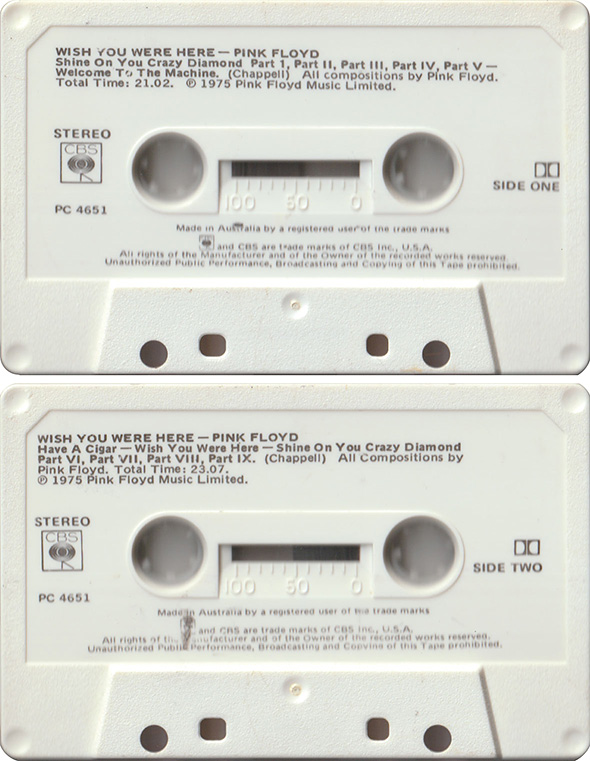 WISH YOU WERE HERE — PINK FLOYD
Shine On You Crazy Diamond Part 1, Part II, Part III, Part IV, Part V —
Welcome To The Machine. (Chappell) All compositions by Pink Floyd.
Total Time: 21.02. ℗ 1975 Pink Floyd Music Limited.
STEREO
CBS
SIDE ONE
PC 4651
100 50 0
Made in Australia by a registered user of the trade marks
and CBS are trade marks of CBS Inc., U.S.A.
All rights of the Manufacturer and of the Owner of the recorded works reserved.
Unauthorized Public Performance, Broadcasting and Copying of this Tape prohibited.
WISH YOU WERE HERE — PINK FLOYD
Have A Cigar — Wish You Were Here — Shine On You Crazy Diamond
Part VI, Part VII, Part VIII, Part IX. (Chappell) All Compositions by
Pink Floyd. Total Time: 23.07.
℗ 1975 Pink Floyd Music Limited.
STEREO
CBS
SIDE TWO
PC 4651
100 50 0
Made in Australia by a registered user of the trade marks
and CBS are trade marks of CBS Inc., U.S.A.
All rights of the Manufacturer and of the Owner of the recorded works reserved.
Unauthorized Public Performance, Broadcasting and Copying of this Tape prohibited.